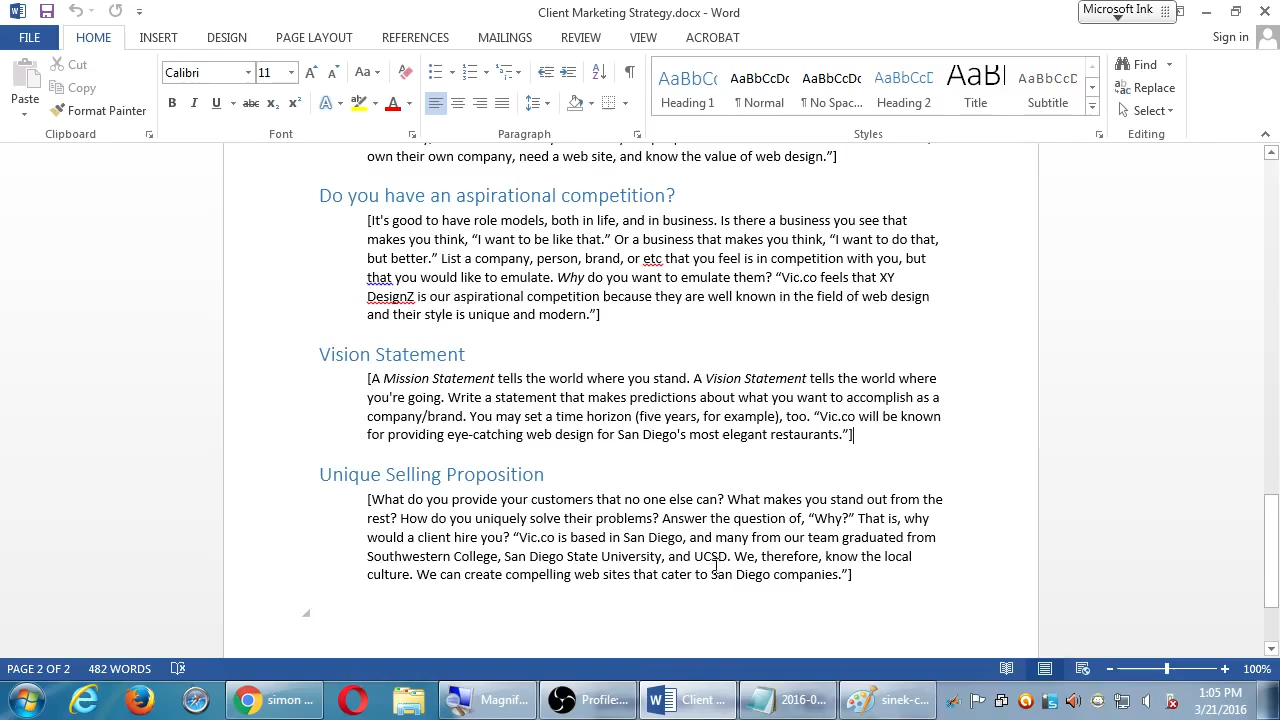 Client Marketing Strategy.docx - Word
Microsoft Ink
FILE HOME INSERT DESIGN PAGE LAYOUT REFERENCES MAILINGS REVIEW VIEW ACROBAT Sign in
Paste
Cut
Copy
Format Painter
Calibri 11
Aa
B I U abc x₂ x² A ab A
AaBbCc AaBbCcDc AaBbCcDc AaBbCcD AaB AaBbCcD
Heading 1 ¶ Normal ¶ No Spac... Heading 2 Title Subtitle
Find
Replace
Select
Clipboard Font Paragraph Styles Editing
own their own company, need a web site, and know the value of web design.”]
Do you have an aspirational competition?
[It's good to have role models, both in life, and in business. Is there a business you see that
makes you think, “I want to be like that.” Or a business that makes you think, “I want to do that,
but better.” List a company, person, brand, or etc that you feel is in competition with you, but
that you would like to emulate. Why do you want to emulate them? “Vic.co feels that XY
DesignZ is our aspirational competition because they are well known in the field of web design
and their style is unique and modern.”]
Vision Statement
[A Mission Statement tells the world where you stand. A Vision Statement tells the world where
you're going. Write a statement that makes predictions about what you want to accomplish as a
company/brand. You may set a time horizon (five years, for example), too. “Vic.co will be known
for providing eye-catching web design for San Diego's most elegant restaurants.”]
Unique Selling Proposition
[What do you provide your customers that no one else can? What makes you stand out from the
rest? How do you uniquely solve their problems? Answer the question of, “Why?” That is, why
would a client hire you? “Vic.co is based in San Diego, and many from our team graduated from
Southwestern College, San Diego State University, and UCSD. We, therefore, know the local
culture. We can create compelling web sites that cater to San Diego companies.”]
PAGE 2 OF 2 482 WORDS 100%
simon ... Magnif... Profile:... Client ... 2016-0... sinek-c...
1:05 PM
3/21/2016